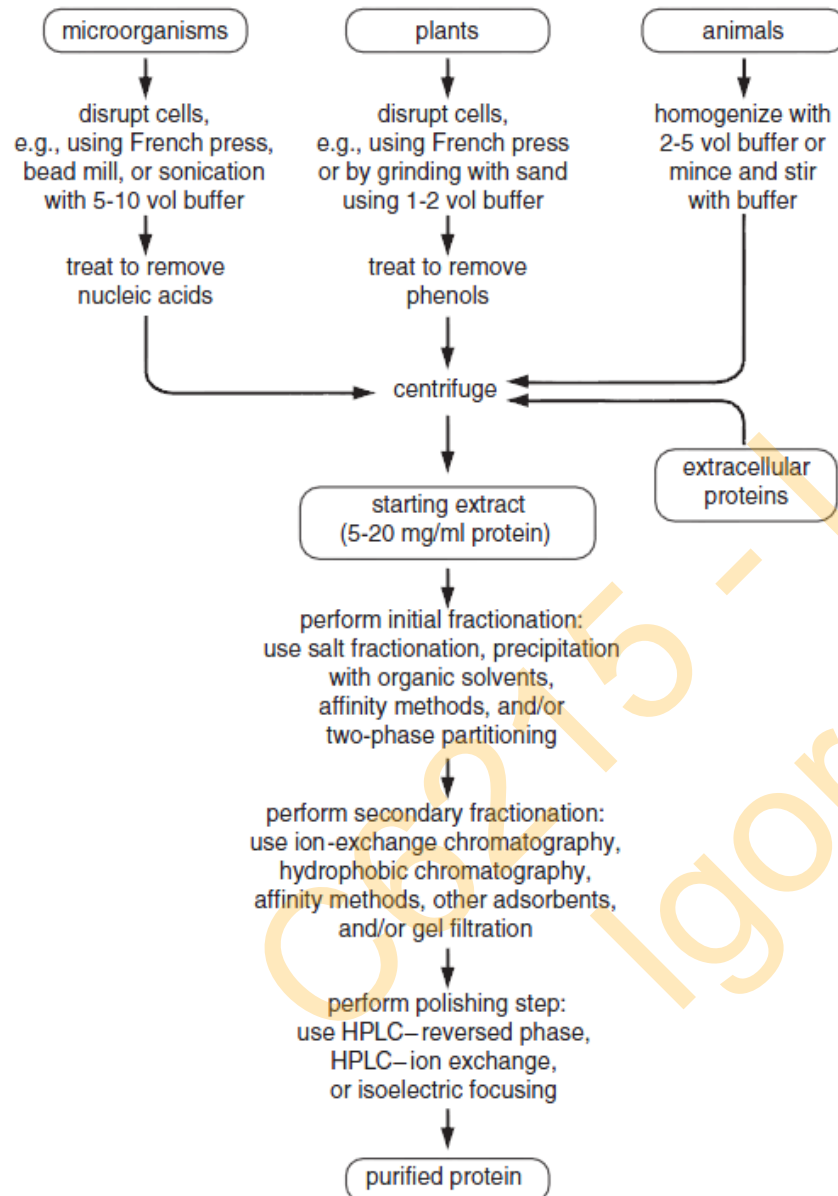 microorganisms
disrupt cells,
e.g., using French press,
bead mill, or sonication
with 5-10 vol buffer
treat to remove
nucleic acids
plants
disrupt cells,
e.g., using French press
or by grinding with sand
using 1-2 vol buffer
treat to remove
phenols
animals
homogenize with
2-5 vol buffer or
mince and stir
with buffer
centrifuge
extracellular
proteins
starting extract
(5-20 mg/ml protein)
perform initial fractionation:
use salt fractionation, precipitation
with organic solvents,
affinity methods, and/or
two-phase partitioning
perform secondary fractionation:
use ion-exchange chromatography,
hydrophobic chromatography,
affinity methods, other adsorbents,
and/or gel filtration
perform polishing step:
use HPLC–reversed phase,
HPLC–ion exchange,
or isoelectric focusing
purified protein
C6215 -
Igor